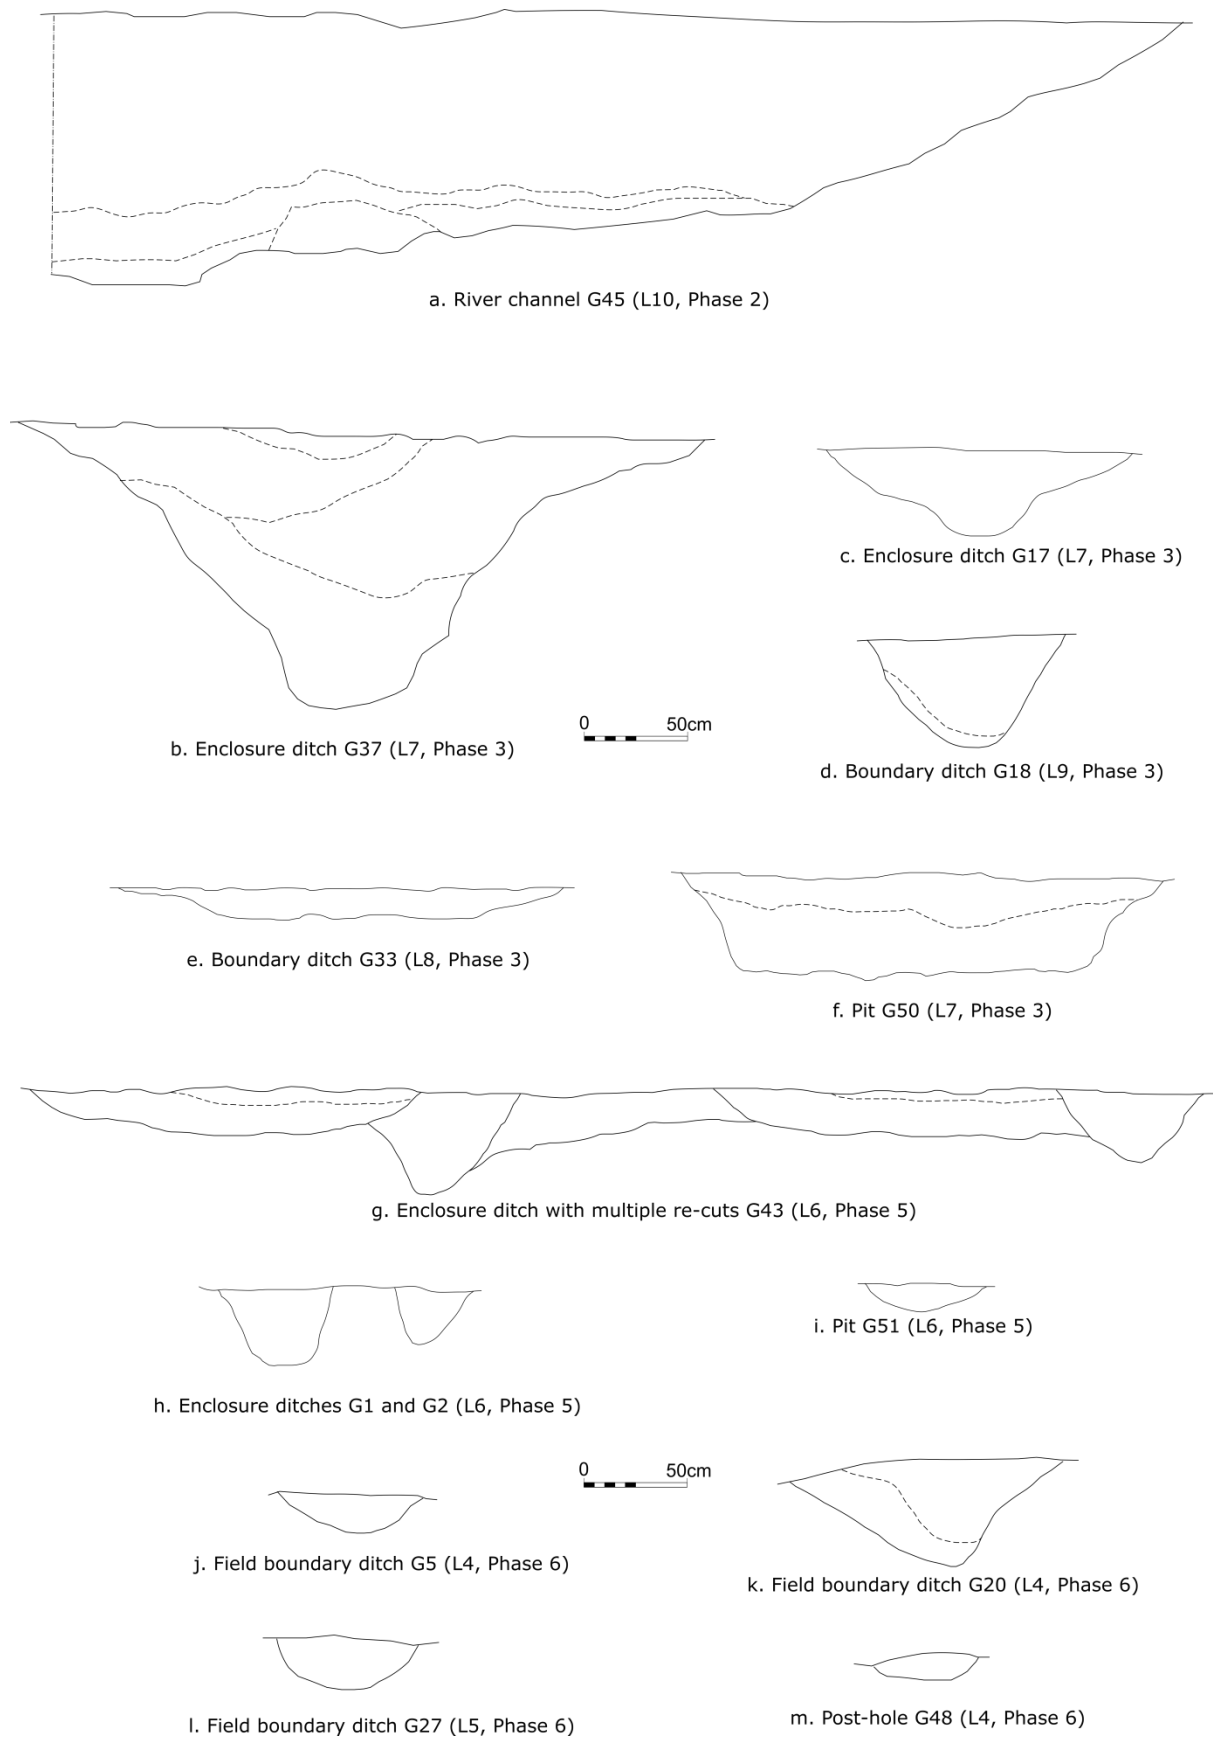 a. River channel G45 (L10, Phase 2)
c. Enclosure ditch G17 (L7, Phase 3)
0 50cm
b. Enclosure ditch G37 (L7, Phase 3)
d. Boundary ditch G18 (L9, Phase 3)
e. Boundary ditch G33 (L8, Phase 3)
f. Pit G50 (L7, Phase 3)
g. Enclosure ditch with multiple re-cuts G43 (L6, Phase 5)
i. Pit G51 (L6, Phase 5)
h. Enclosure ditches G1 and G2 (L6, Phase 5)
0 50cm
j. Field boundary ditch G5 (L4, Phase 6)
k. Field boundary ditch G20 (L4, Phase 6)
l. Field boundary ditch G27 (L5, Phase 6)
m. Post-hole G48 (L4, Phase 6)